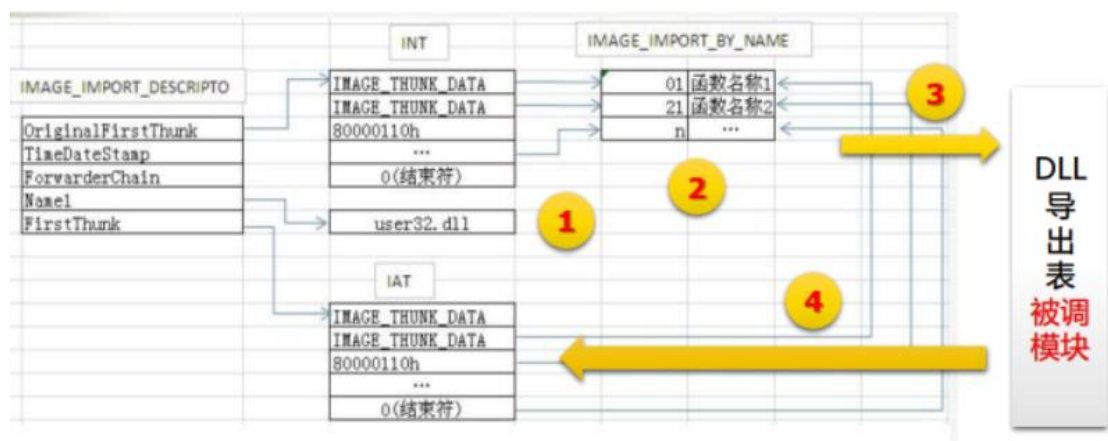 INT
IMAGE_IMPORT_BY_NAME
IMAGE_IMPORT_DESCRIPTO
OriginalFirstThunk
TimeDateStamp
ForwarderChain
Name1
FirstThunk
IMAGE_THUNK_DATA
IMAGE_THUNK_DATA
80000110h
...
0(结束符)
01 函数名称1
21 函数名称2
n ...
user32.dll
1
2
3
4
IAT
IMAGE_THUNK_DATA
IMAGE_THUNK_DATA
80000110h
...
0(结束符)
DLL
导
出
表
被调
模块